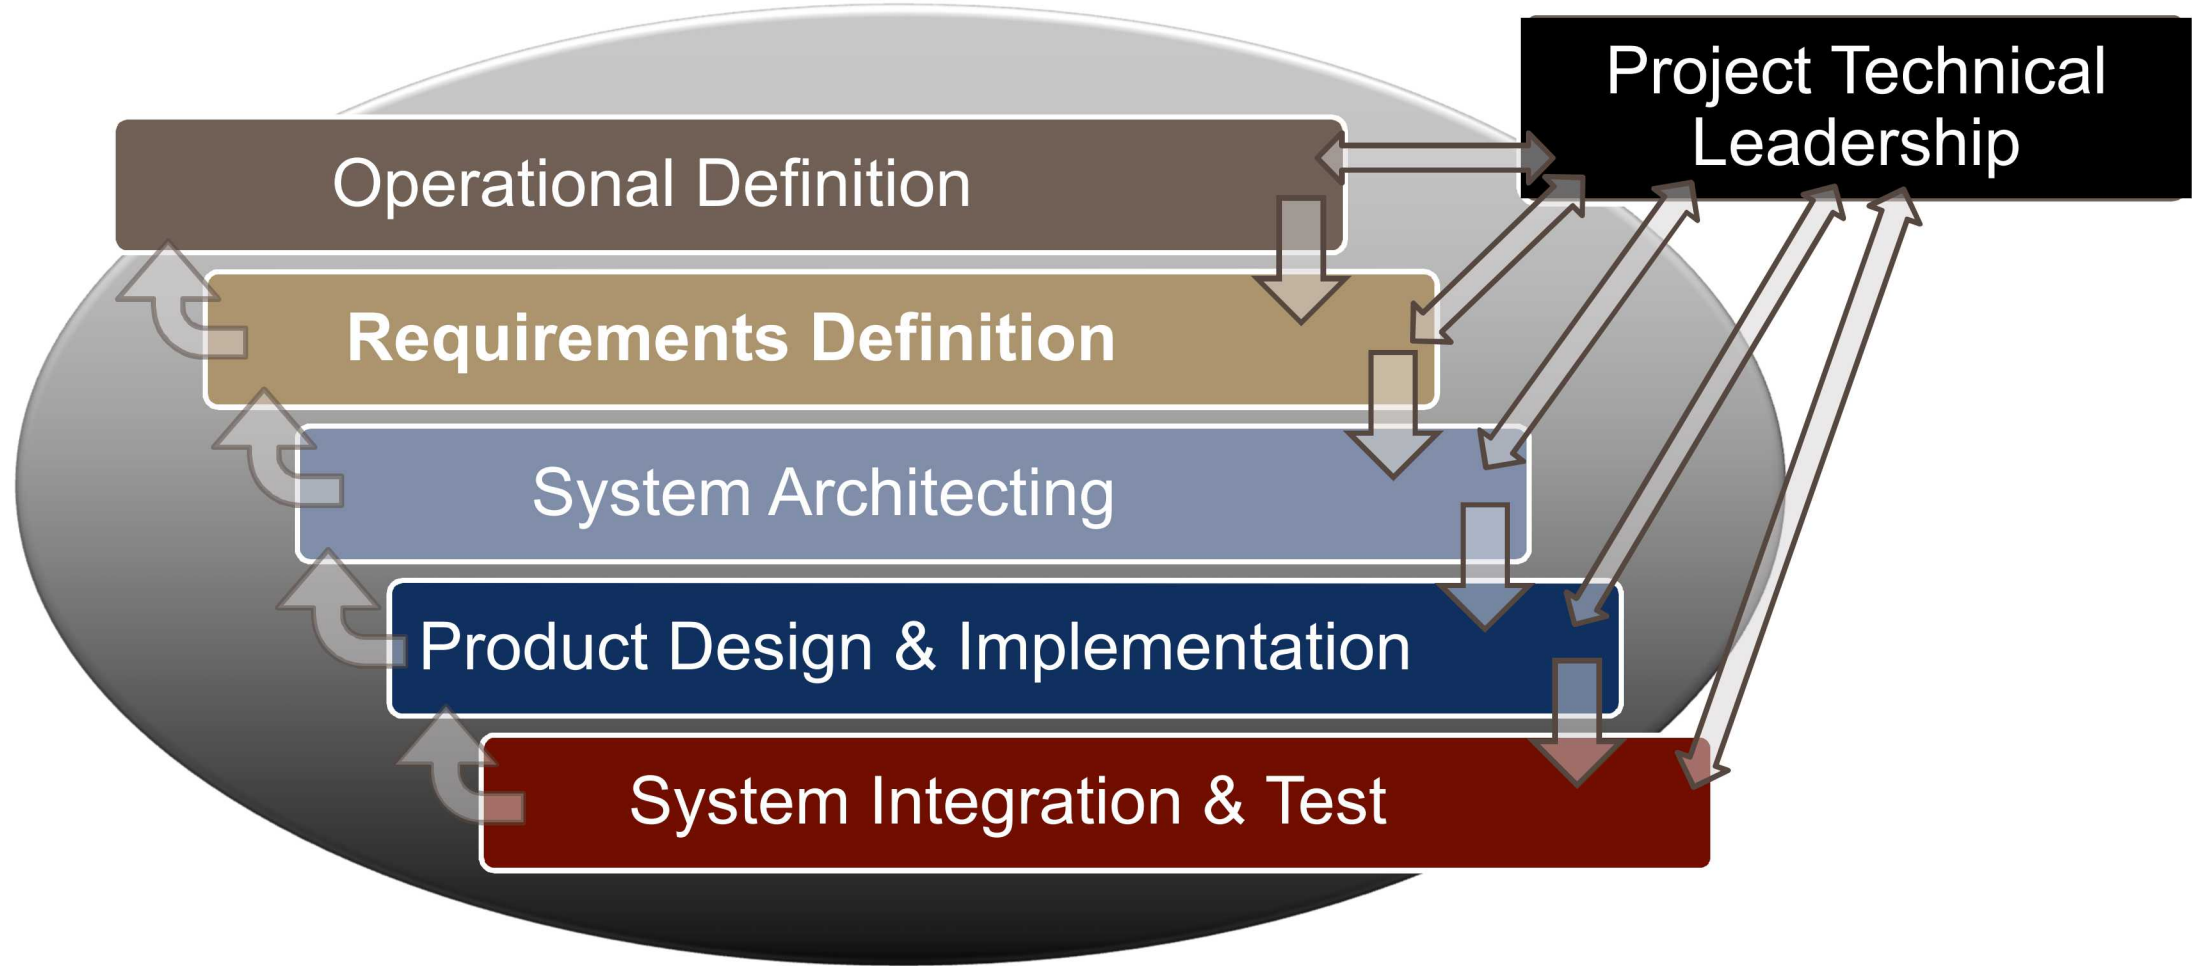 Project Technical
Leadership
Operational Definition
Requirements Definition
System Architecting
Product Design & Implementation
System Integration & Test